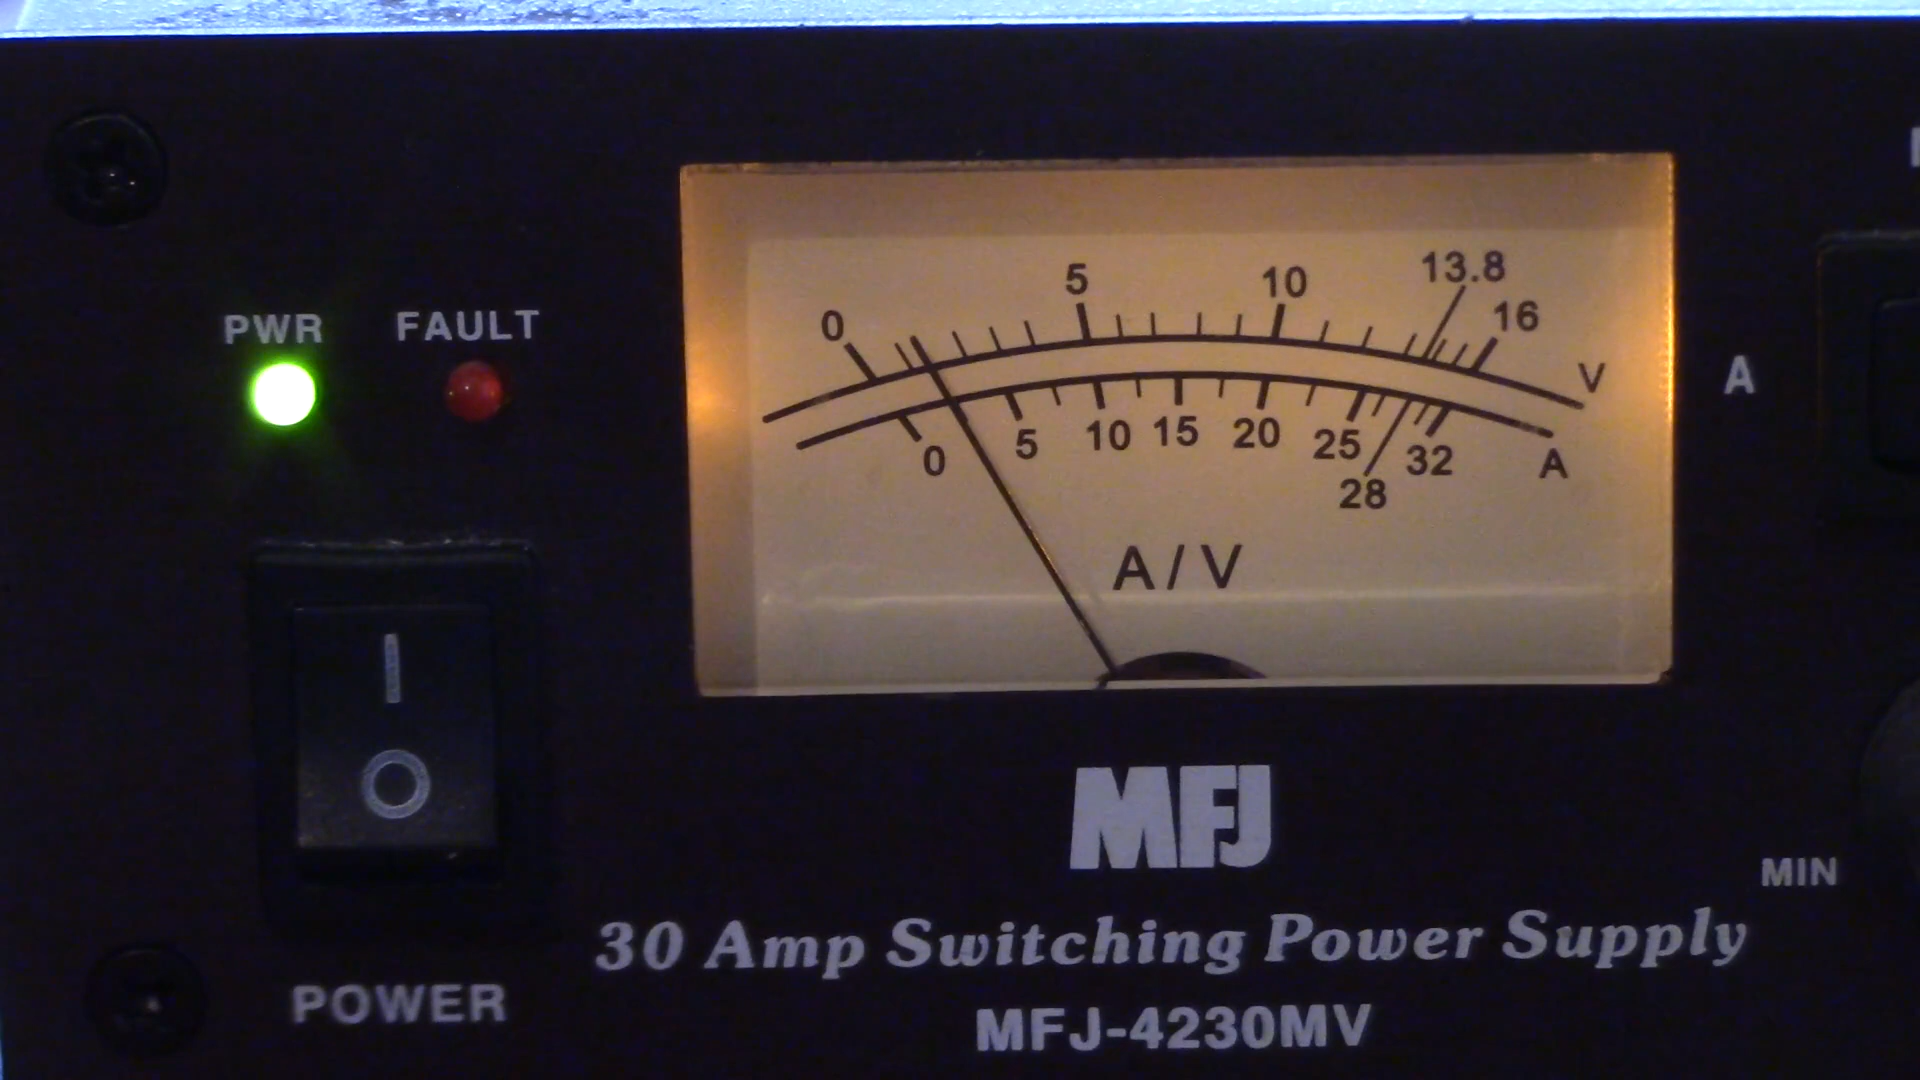 PWR FAULT
0 5 10 13.8 16 V
0 5 10 15 20 25 28 32 A
A/V
A
MIN
MFJ
30 Amp Switching Power Supply
MFJ-4230MV
POWER